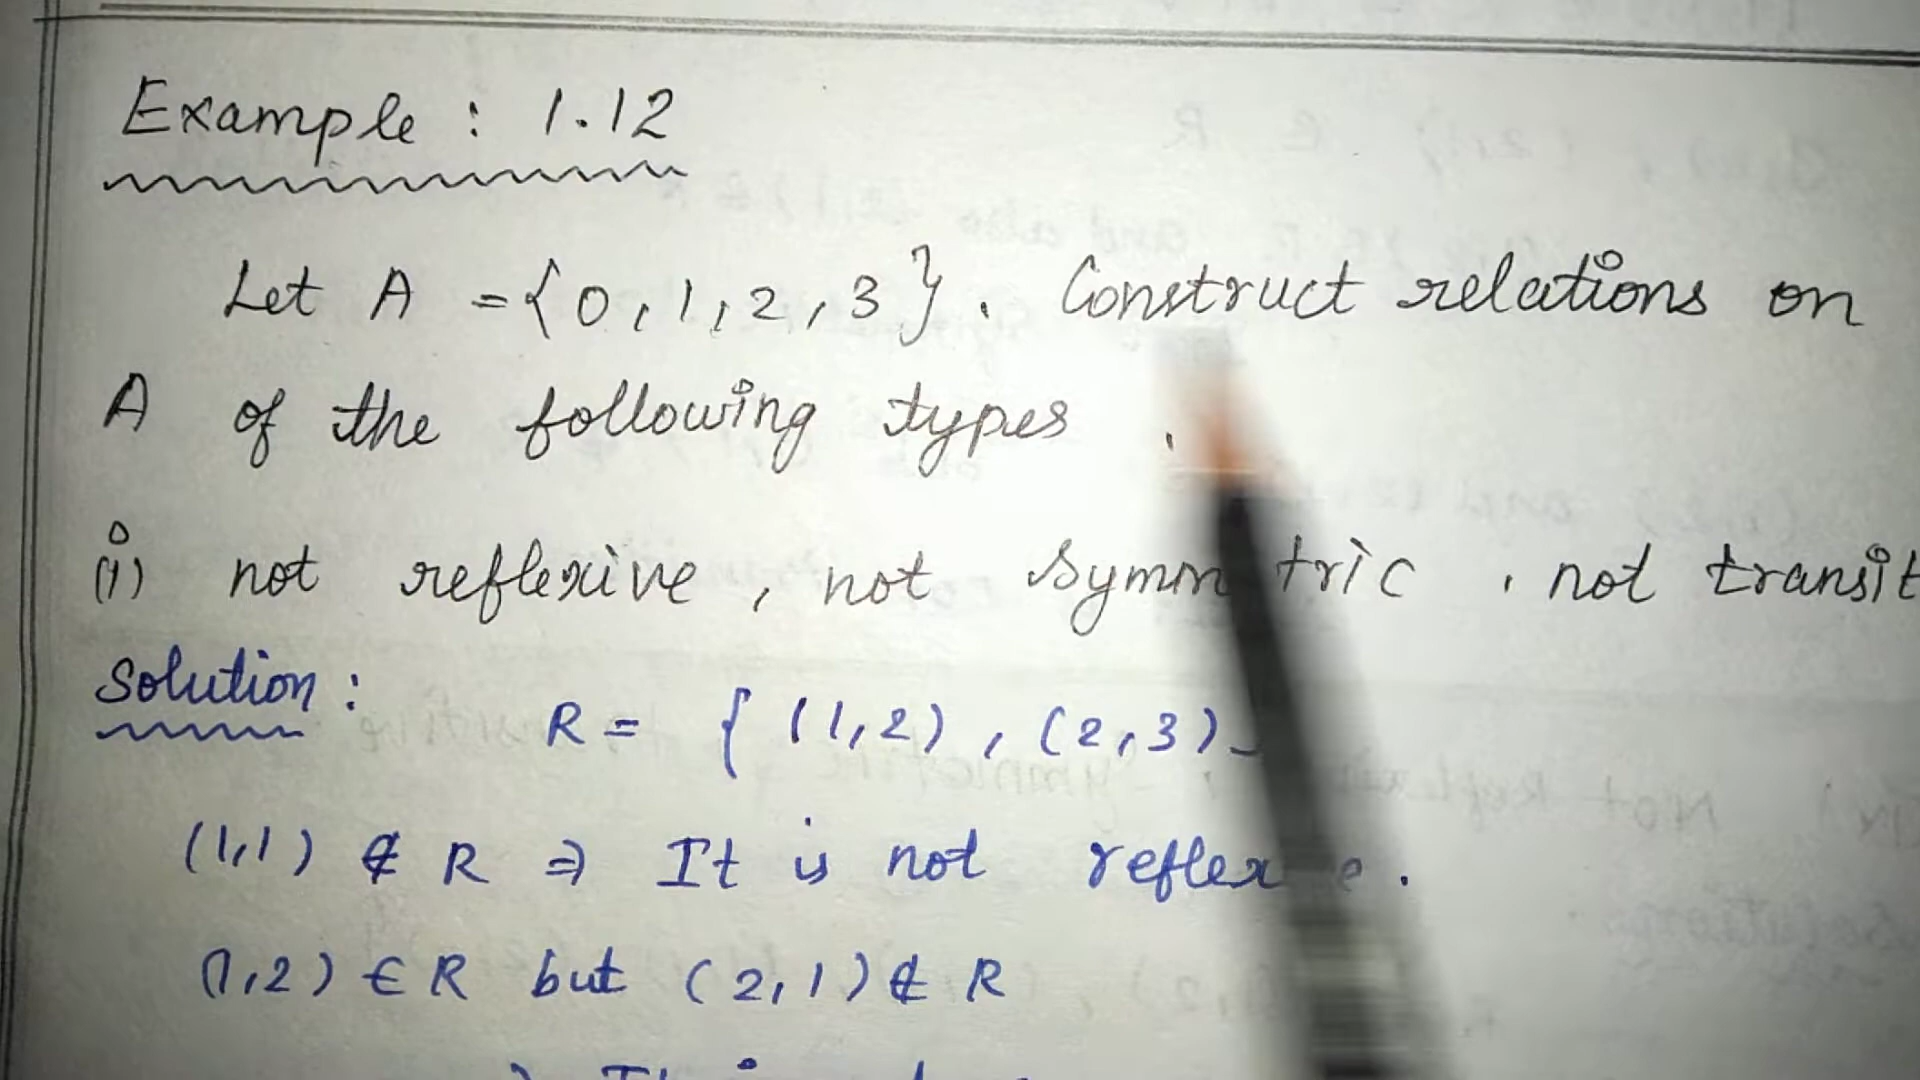 Example : 1.12
Let A = {0, 1, 2, 3}. Construct relations on
A of the following types.
(i) not reflexive, not symmetric, not transit
Solution :
R = { (1,2), (2,3)
(1,1) ∉ R ⇒ It is not
(1,2) ∈ R but (2,1) ∉ R